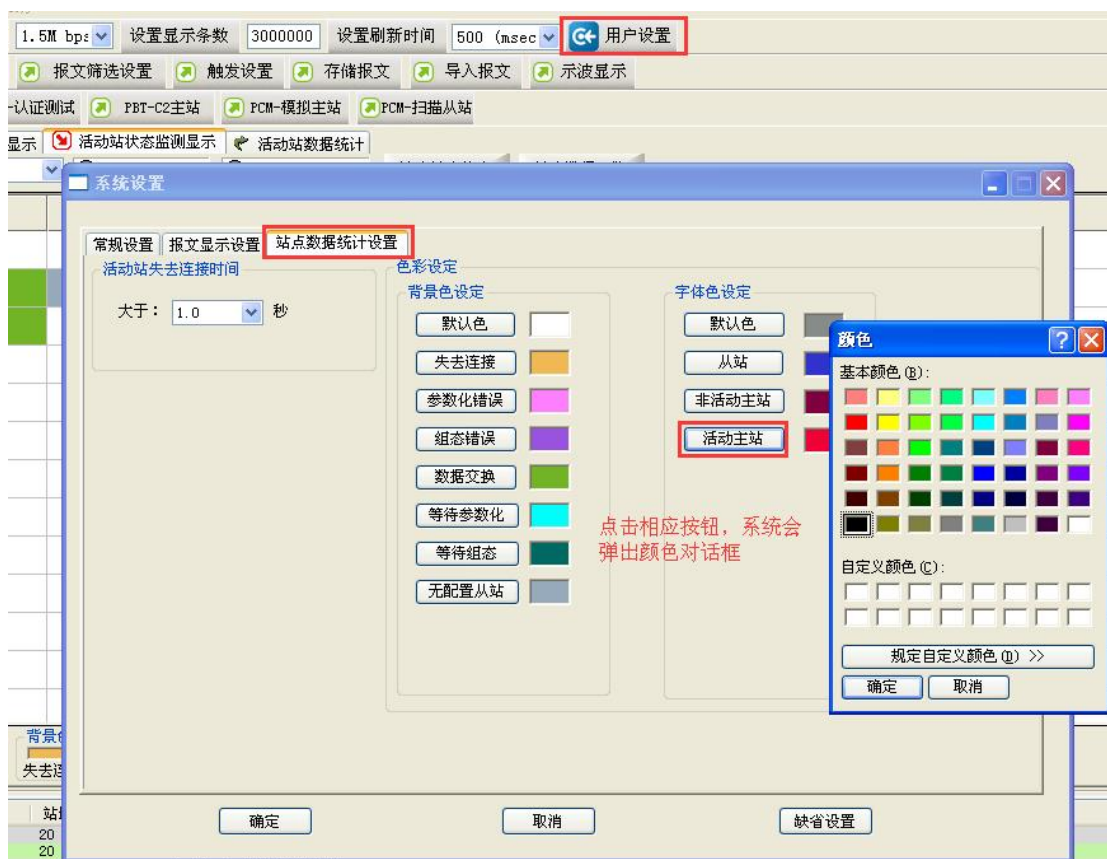 1.5M bps 设置显示条数 3000000 设置刷新时间 500 (msec 用户设置
报文筛选设置 触发设置 存储报文 导入报文 示波显示
-认证测试 PBT-C2主站 PCM-模拟主站 PCM-扫描从站
显示 活动站状态监测显示 活动站数据统计
系统设置
常规设置 报文显示设置 站点数据统计设置
活动站失去连接时间
大于： 1.0 秒
色彩设定
背景色设定
默认色
失去连接
参数化错误
组态错误
数据交换
等待参数化
等待组态
无配置从站
字体色设定
默认色
从站
非活动主站
活动主站
点击相应按钮，系统会
弹出颜色对话框
颜色
基本颜色(B):
自定义颜色(C):
规定自定义颜色(D) >>
确定 取消
背景
失去
确定 取消 缺省设置
站
20
20